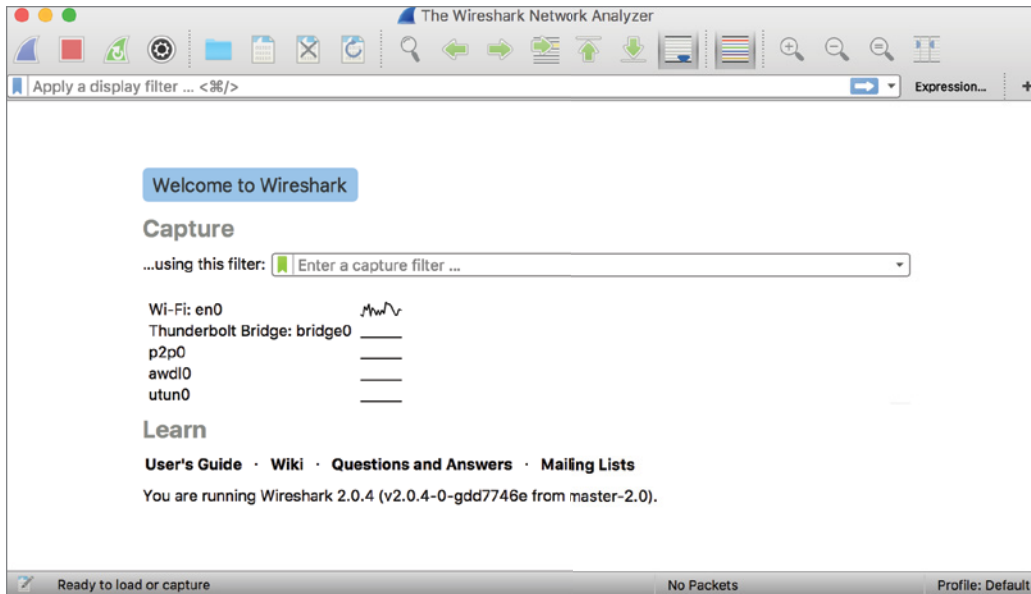 The Wireshark Network Analyzer
Apply a display filter ... <⌘/>
Expression...
+
Welcome to Wireshark
Capture
...using this filter: Enter a capture filter ...
Wi-Fi: en0
Thunderbolt Bridge: bridge0
p2p0
awdl0
utun0
Learn
User's Guide · Wiki · Questions and Answers · Mailing Lists
You are running Wireshark 2.0.4 (v2.0.4-0-gdd7746e from master-2.0).
Ready to load or capture
No Packets
Profile: Default